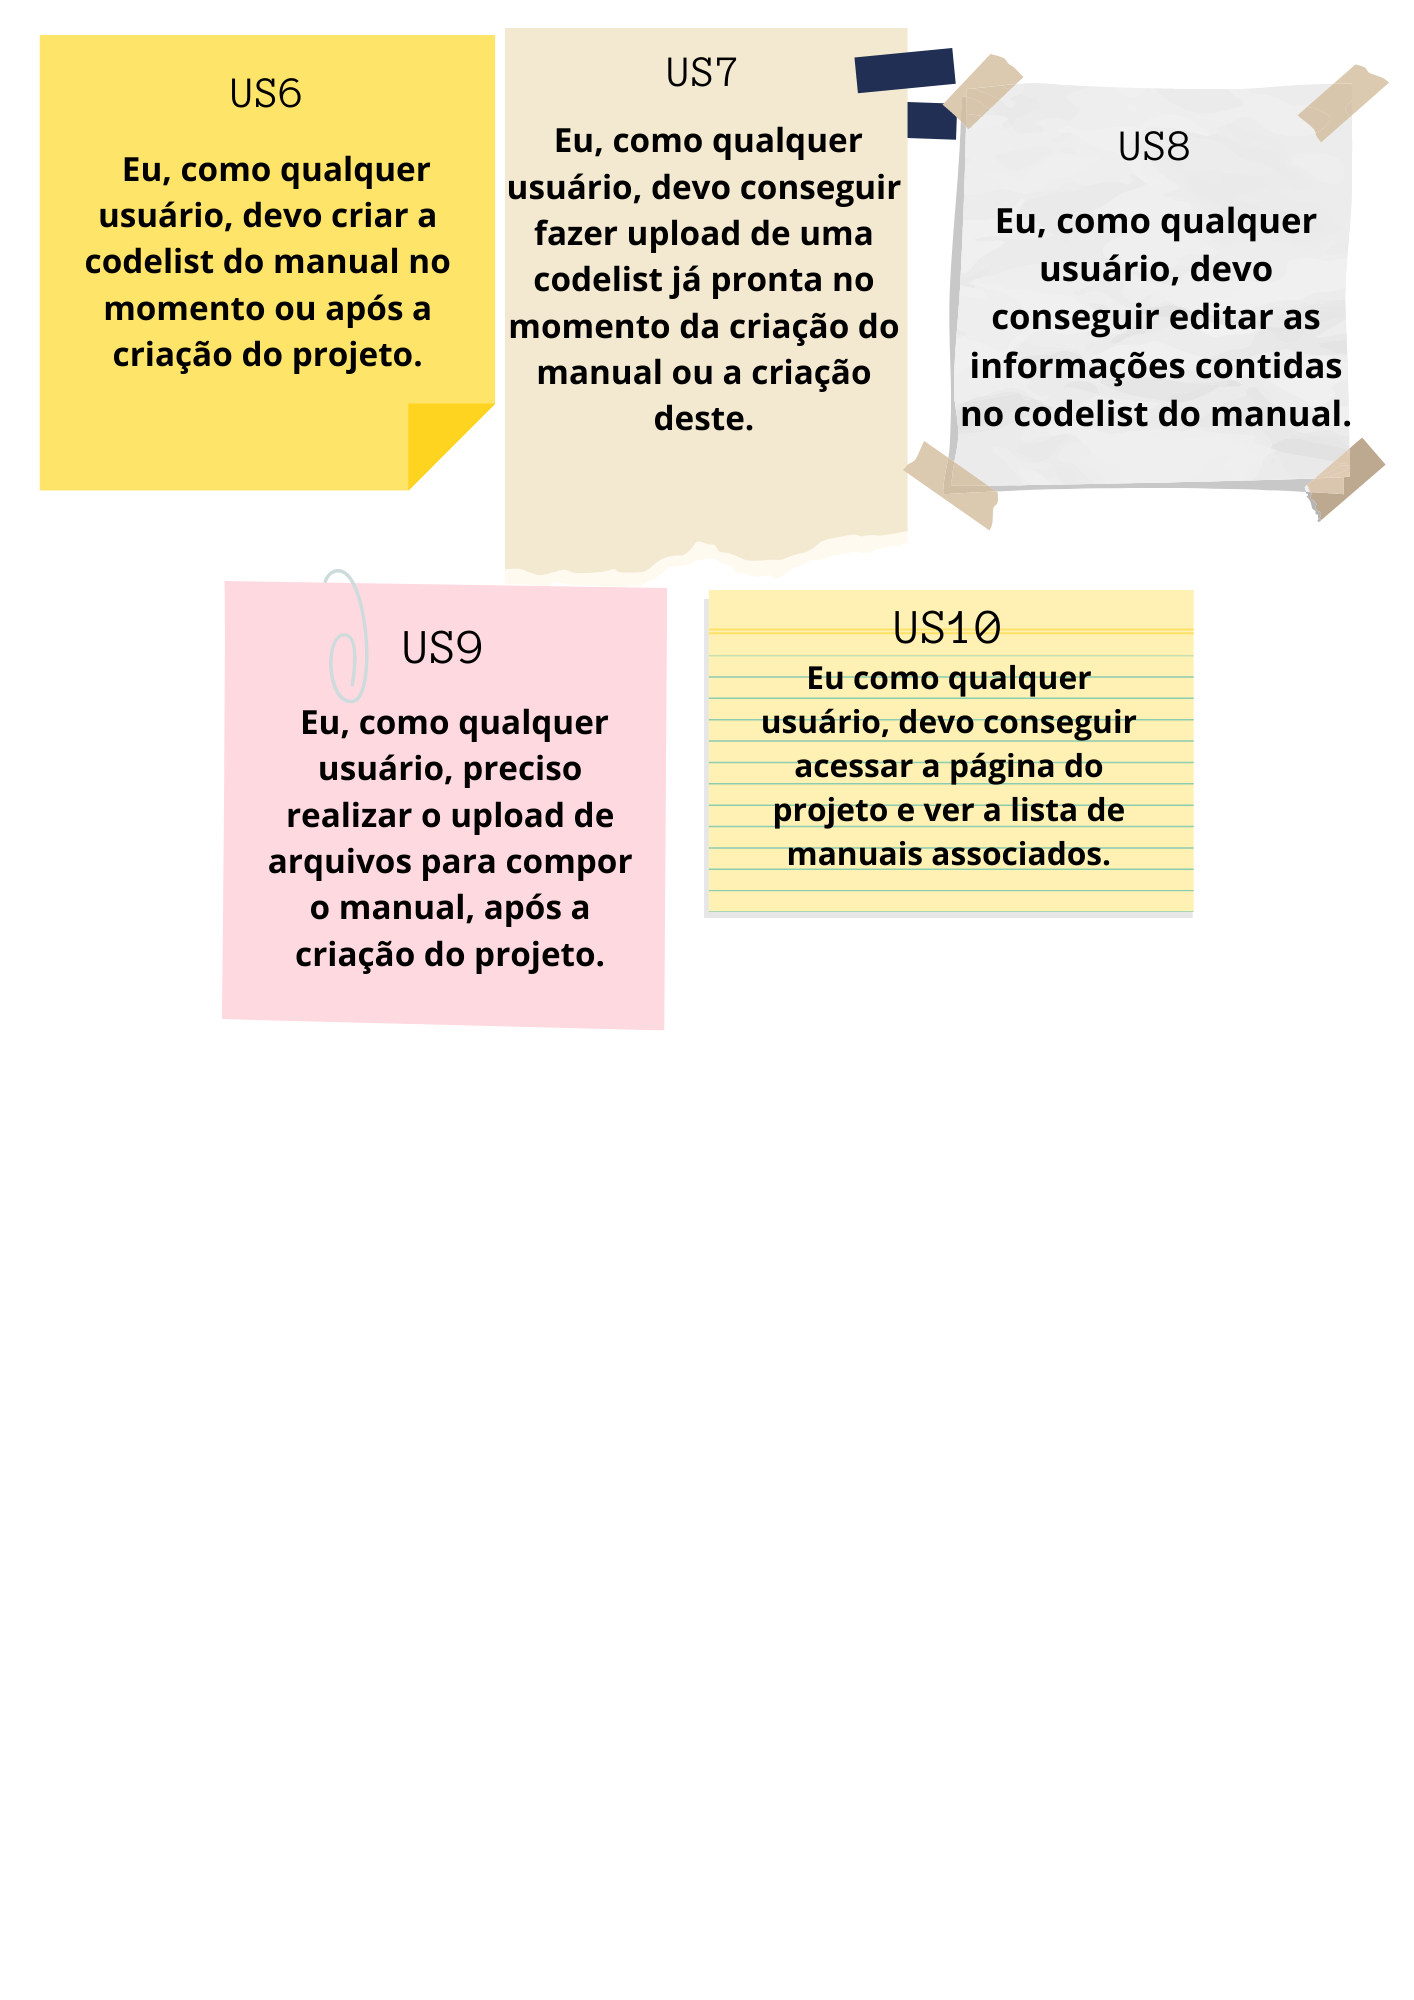 US6
Eu, como qualquer
usuário, devo criar a
codelist do manual no
momento ou após a
criação do projeto.
US7
Eu, como qualquer
usuário, devo conseguir
fazer upload de uma
codelist já pronta no
momento da criação do
manual ou a criação
deste.
US8
Eu, como qualquer
usuário, devo
conseguir editar as
informações contidas
no codelist do manual.
US9
Eu, como qualquer
usuário, preciso
realizar o upload de
arquivos para compor
o manual, após a
criação do projeto.
US10
Eu como qualquer
usuário, devo conseguir
acessar a página do
projeto e ver a lista de
manuais associados.